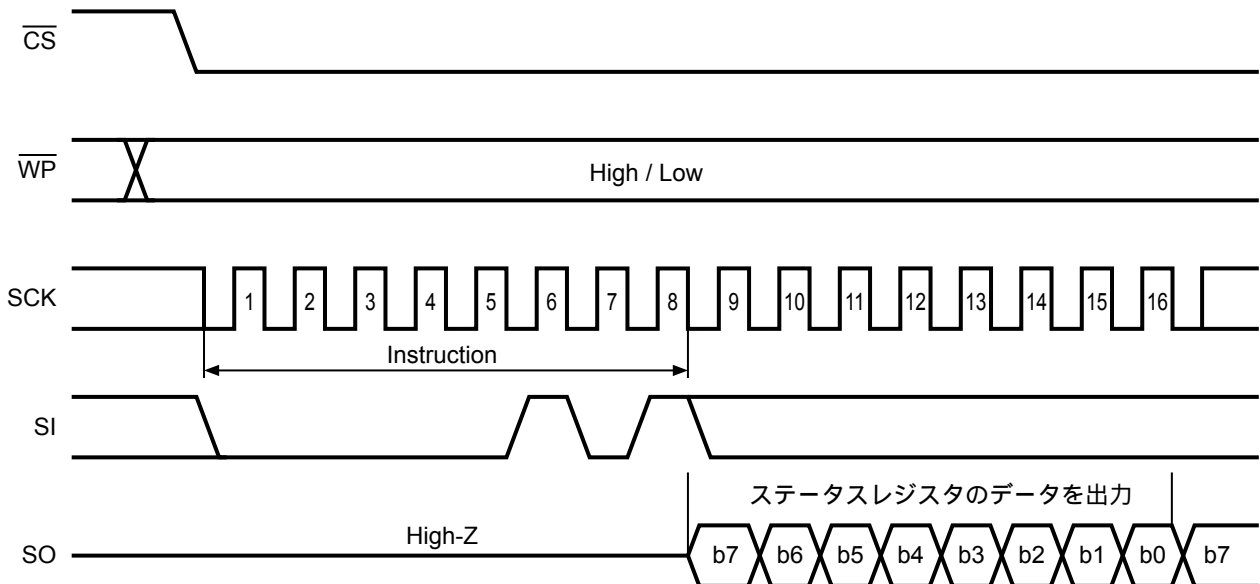 CS
WP
High / Low
SCK
1 2 3 4 5 6 7 8 9 10 11 12 13 14 15 16
Instruction
SI
ステータスレジスタのデータを出力
SO
High-Z
b7 b6 b5 b4 b3 b2 b1 b0 b7